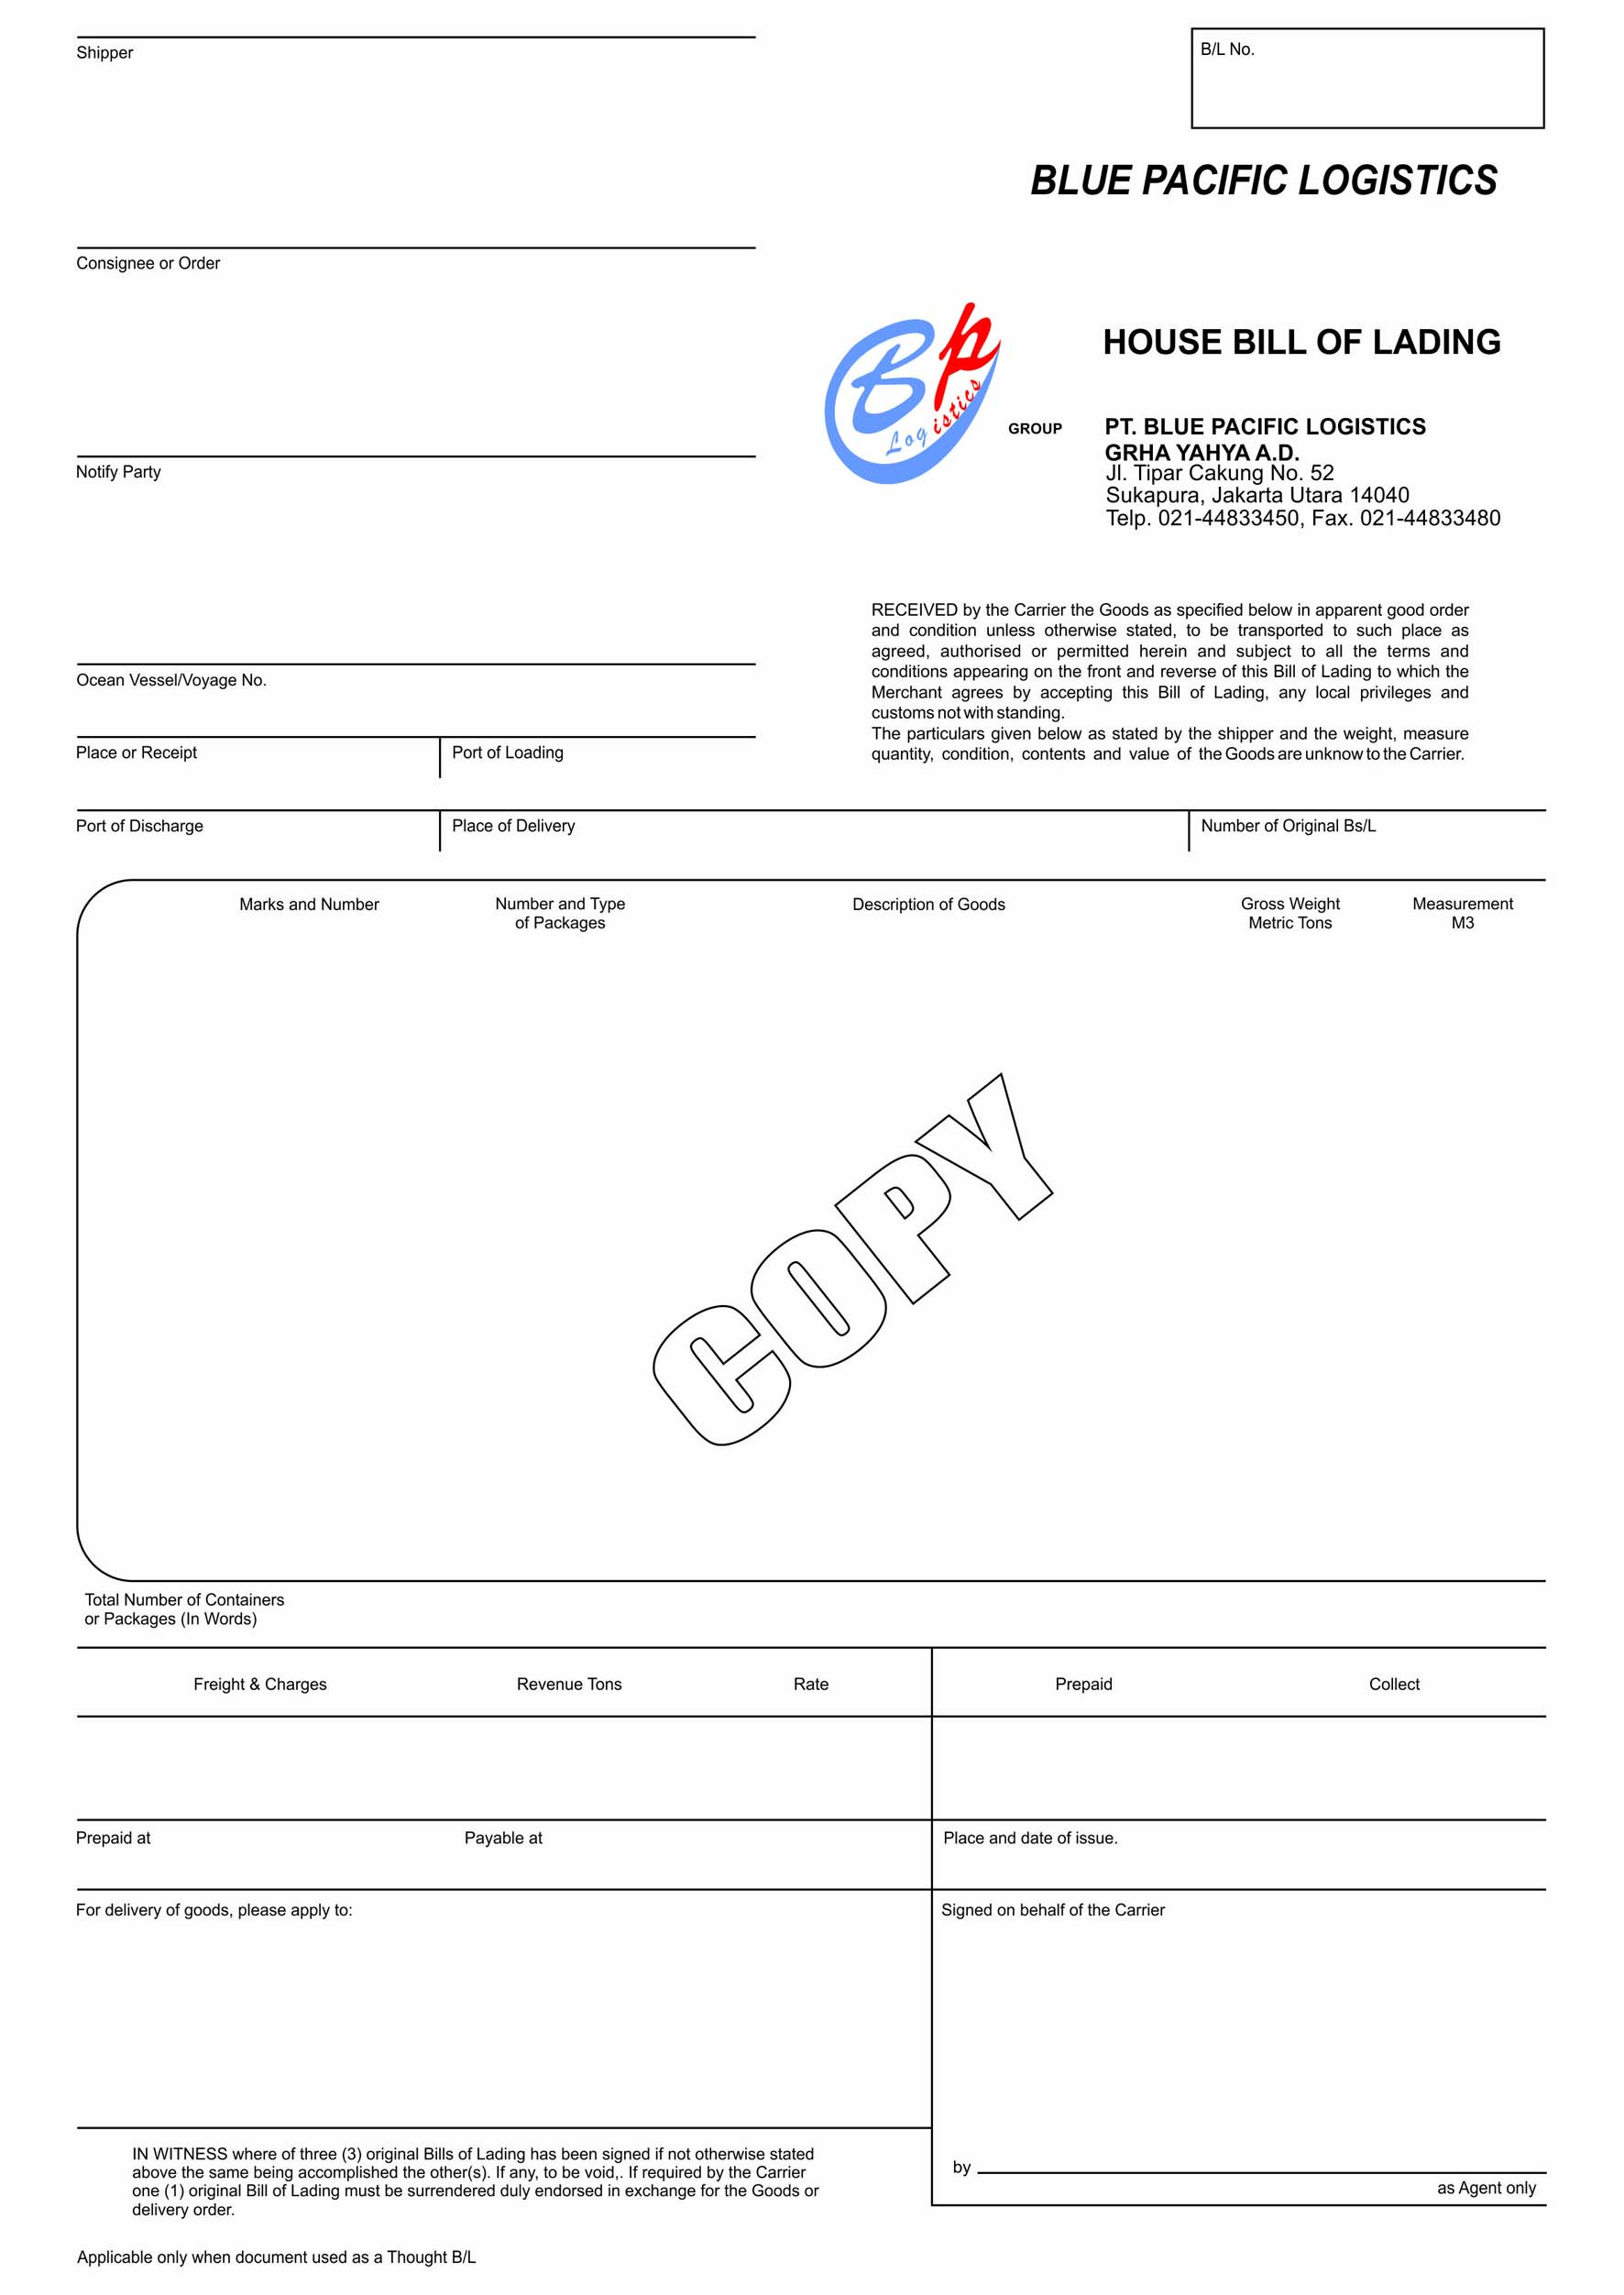 Shipper
B/L No.
BLUE PACIFIC LOGISTICS
Consignee or Order
Bp
Logistics
GROUP
HOUSE BILL OF LADING
PT. BLUE PACIFIC LOGISTICS
GRHA YAHYA A.D.
Jl. Tipar Cakung No. 52
Sukapura, Jakarta Utara 14040
Telp. 021-44833450, Fax. 021-44833480
Notify Party
RECEIVED by the Carrier the Goods as specified below in apparent good order
and condition unless otherwise stated, to be transported to such place as
agreed, authorised or permitted herein and subject to all the terms and
conditions appearing on the front and reverse of this Bill of Lading to which the
Merchant agrees by accepting this Bill of Lading, any local privileges and
customs not with standing.
The particulars given below as stated by the shipper and the weight, measure
quantity, condition, contents and value of the Goods are unknow to the Carrier.
Ocean Vessel/Voyage No.
Place or Receipt
Port of Loading
Port of Discharge
Place of Delivery
Number of Original Bs/L
Marks and Number
Number and Type
of Packages
Description of Goods
Gross Weight
Metric Tons
Measurement
M3
COPY
Total Number of Containers
or Packages (In Words)
Freight & Charges
Revenue Tons
Rate
Prepaid
Collect
Prepaid at
Payable at
Place and date of issue.
For delivery of goods, please apply to:
Signed on behalf of the Carrier
IN WITNESS where of three (3) original Bills of Lading has been signed if not otherwise stated
above the same being accomplished the other(s). If any, to be void,. If required by the Carrier
one (1) original Bill of Lading must be surrendered duly endorsed in exchange for the Goods or
delivery order.
by
as Agent only
Applicable only when document used as a Thought B/L